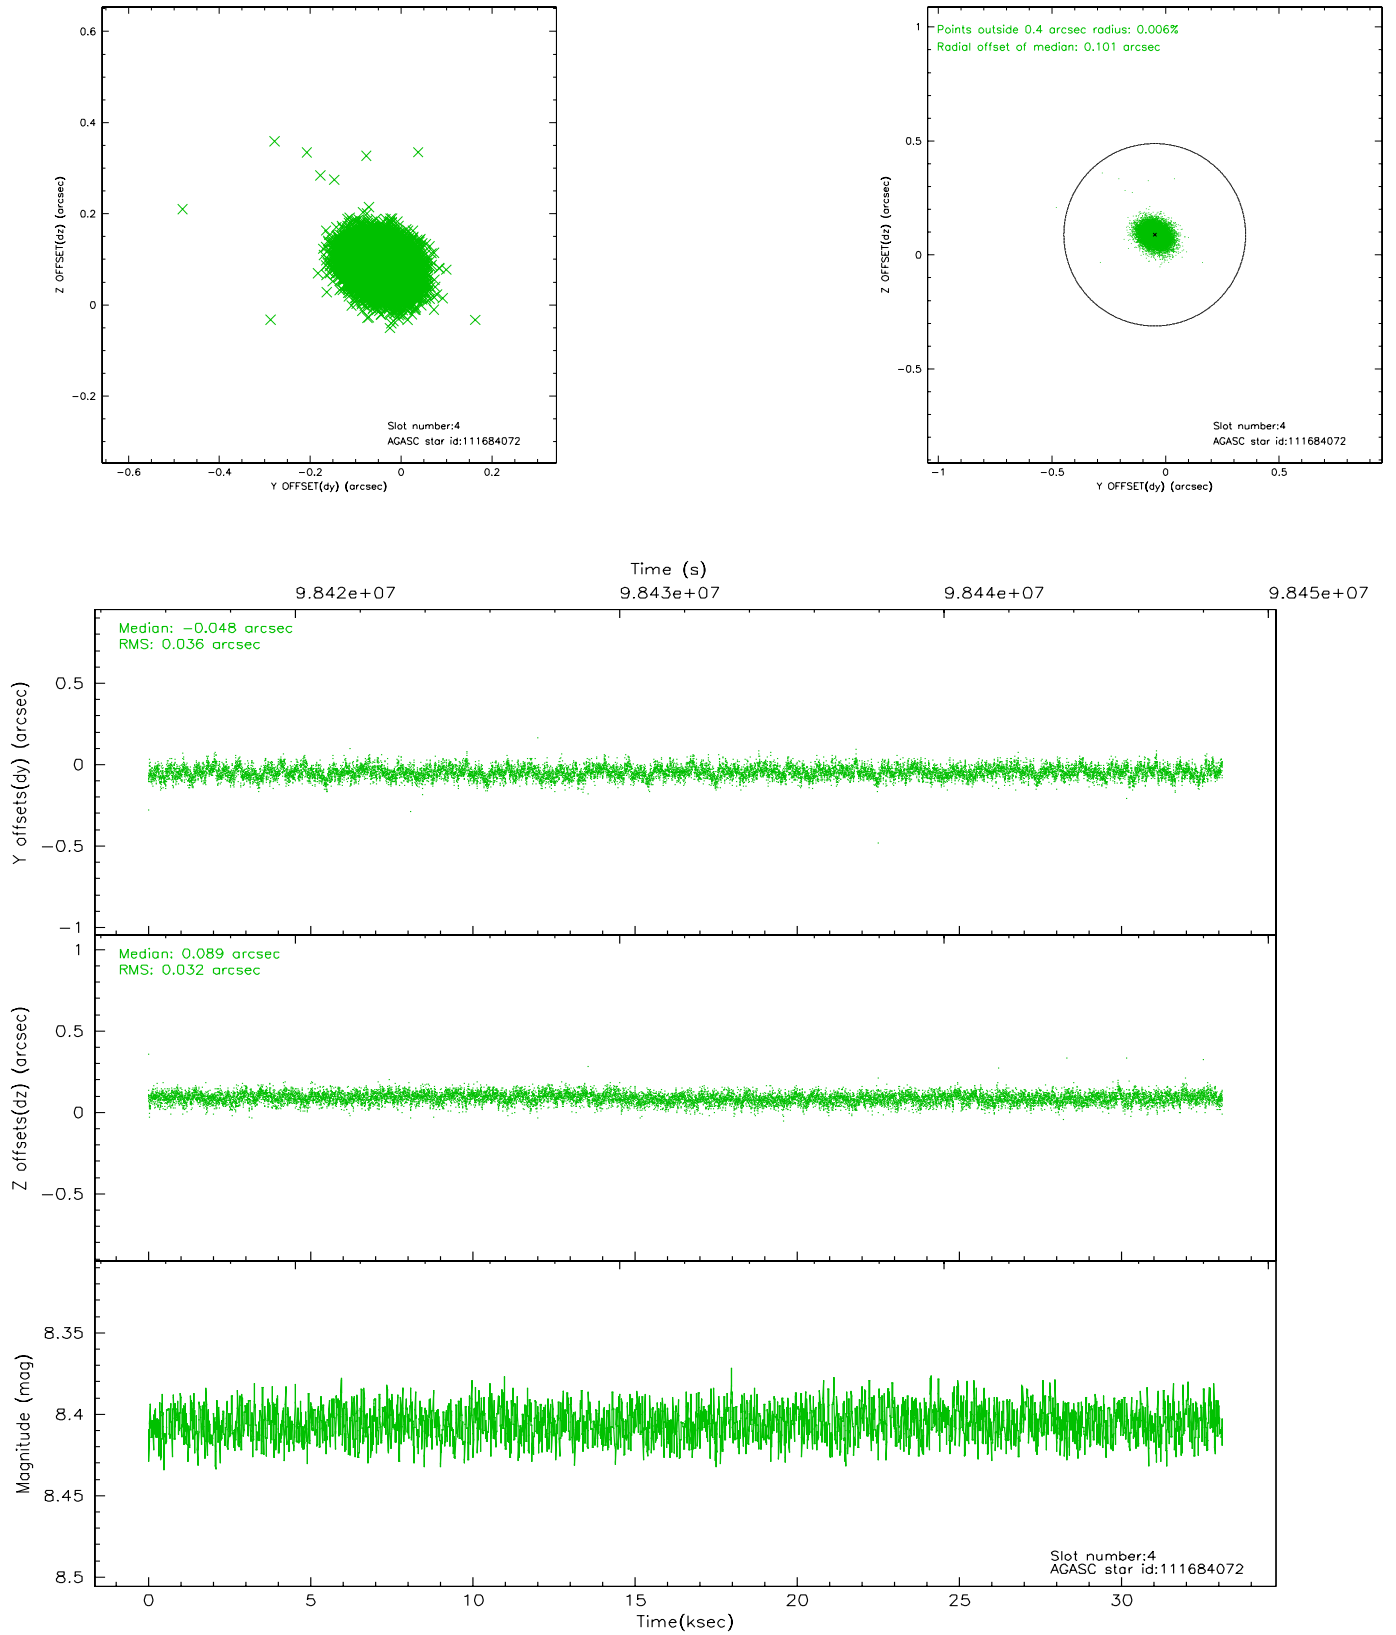 0.6
0.4
0.2
0
−0.2
Z OFFSET(dz) (arcsec)
Slot number:4
AGASC star id:111684072
−0.6 −0.4 −0.2 0 0.2
Y OFFSET(dy) (arcsec)
Points outside 0.4 arcsec radius: 0.006%
Radial offset of median: 0.101 arcsec
1
0.5
0
−0.5
Z OFFSET(dz) (arcsec)
Slot number:4
AGASC star id:111684072
−1 −0.5 0 0.5
Y OFFSET(dy) (arcsec)
Time (s)
9.842e+07 9.843e+07 9.844e+07 9.845e+07
Median: −0.048 arcsec
RMS: 0.036 arcsec
0.5
0
−0.5
−1
Y offsets(dy) (arcsec)
Median: 0.089 arcsec
RMS: 0.032 arcsec
1
0.5
0
−0.5
Z offsets(dz) (arcsec)
8.35
8.4
8.45
8.5
Magnitude (mag)
Slot number:4
AGASC star id:111684072
0 5 10 15 20 25 30
Time(ksec)